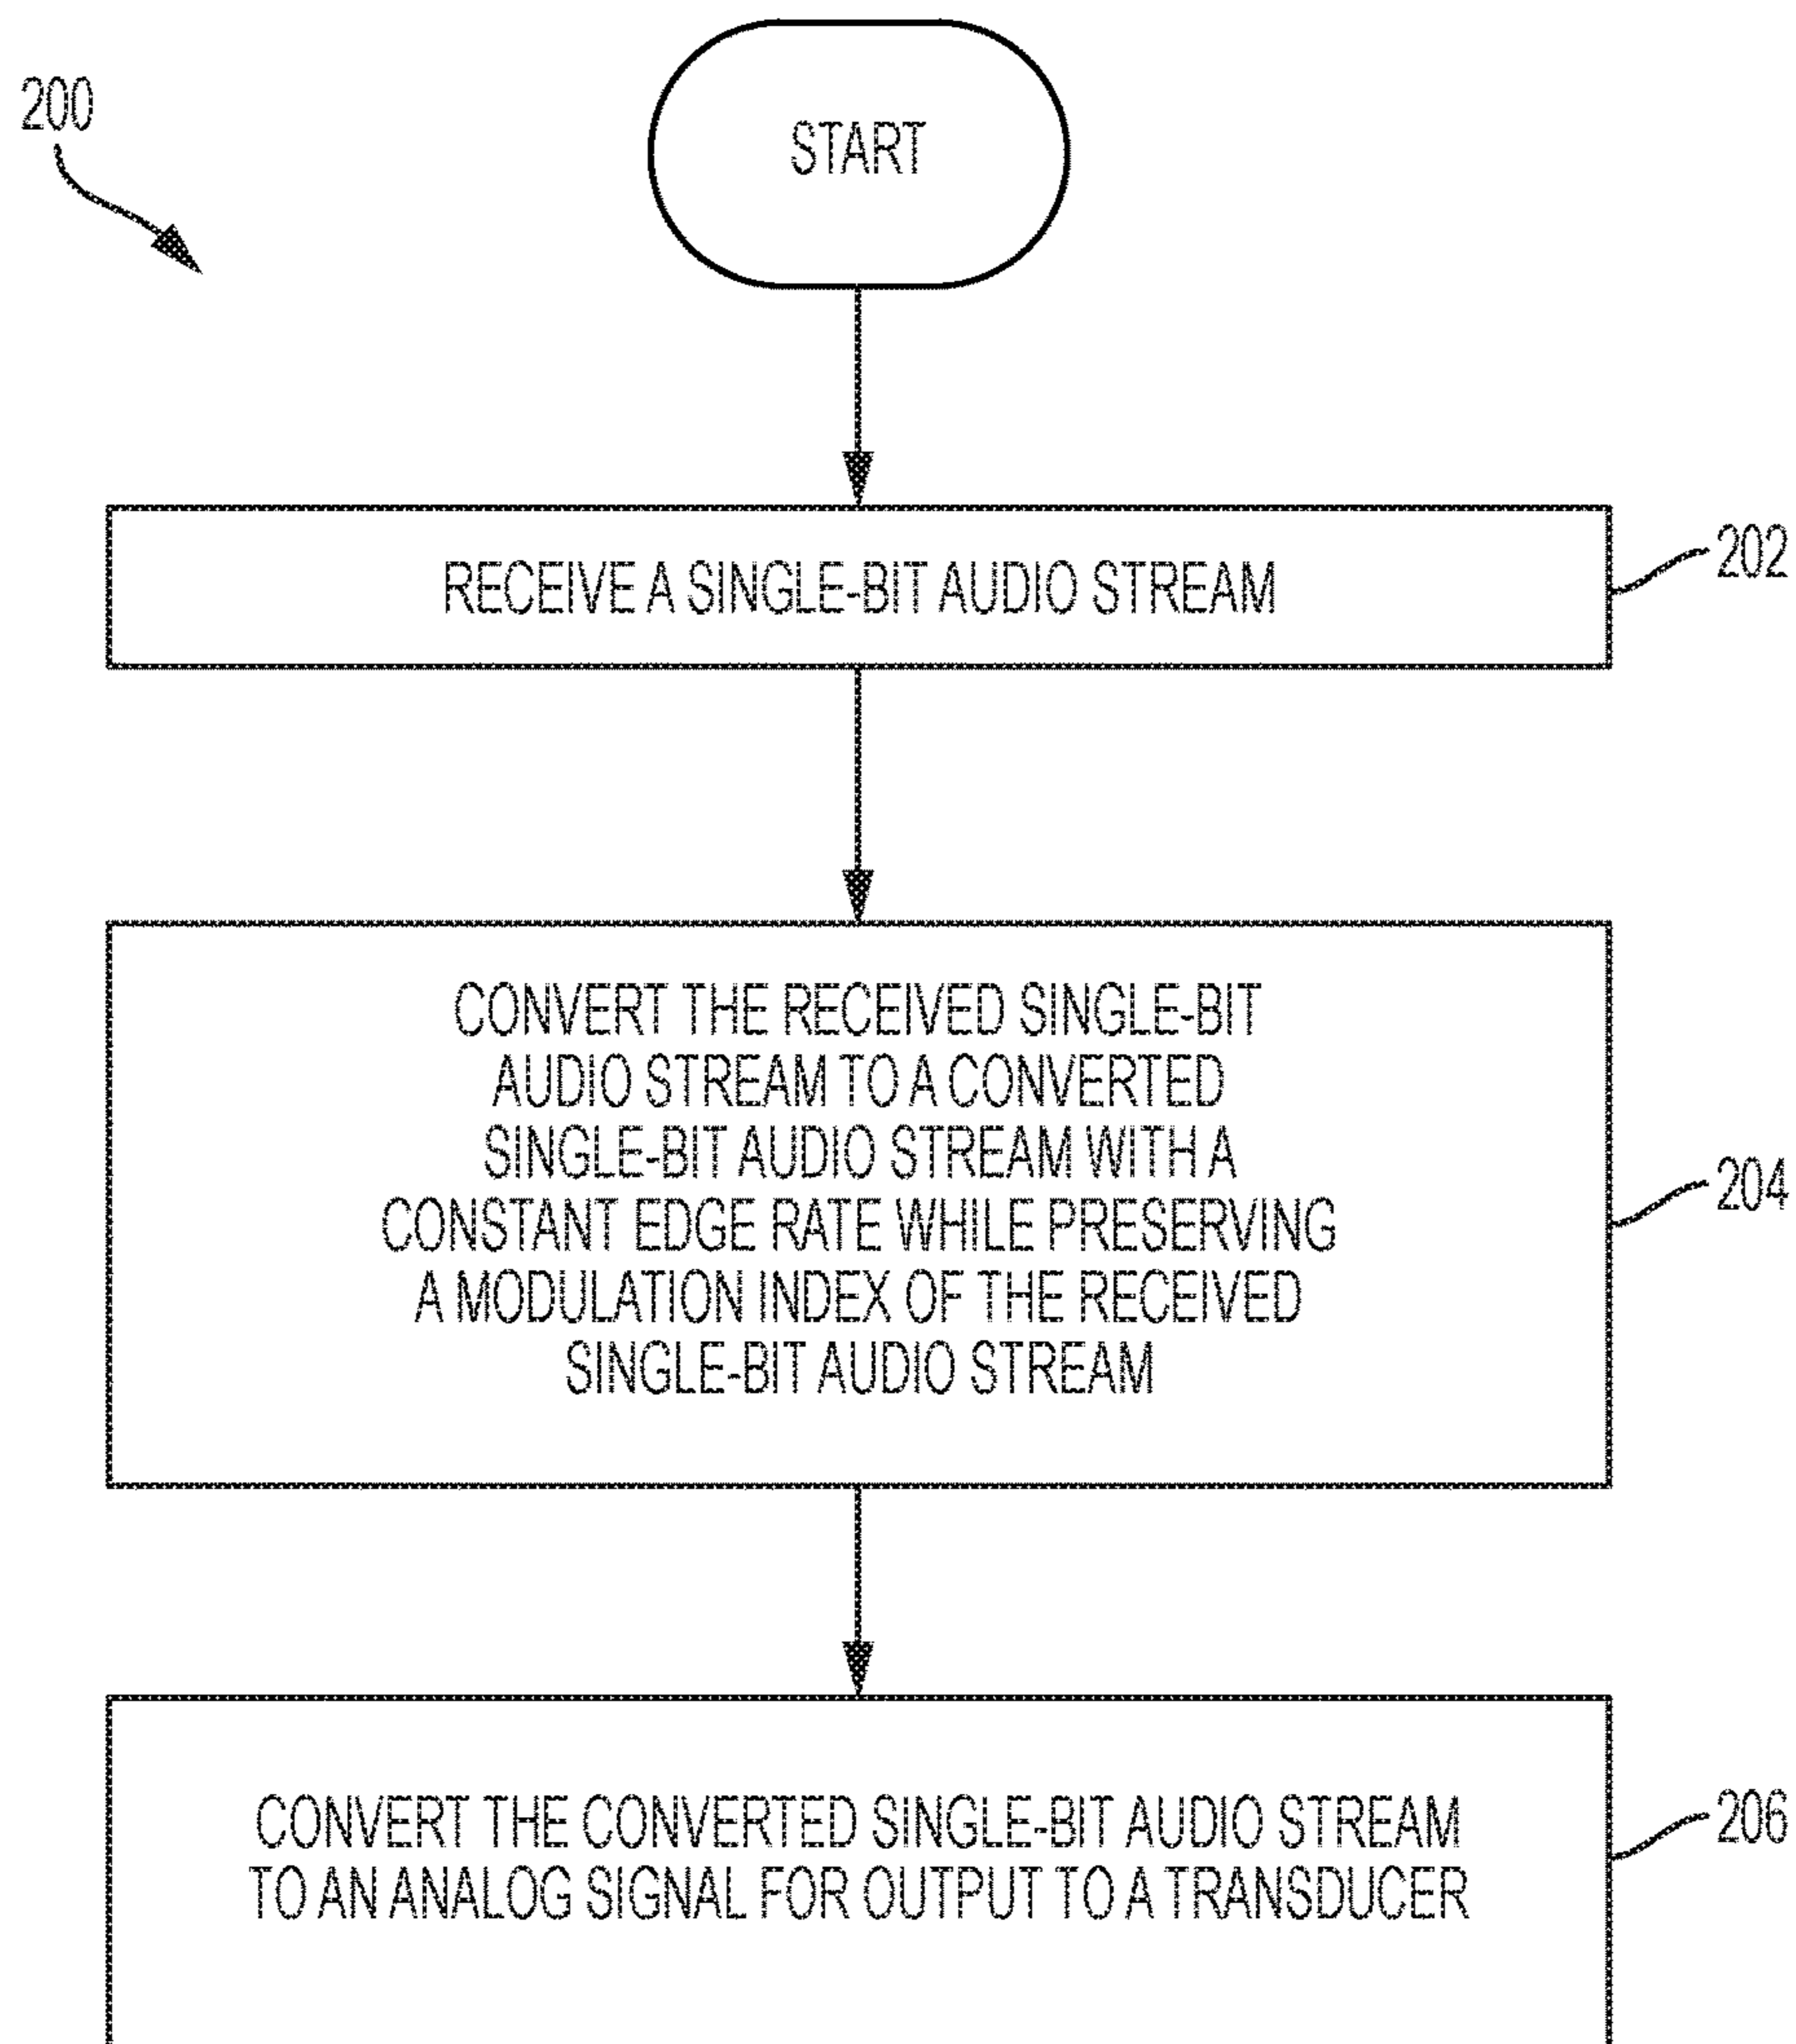 200
START
RECEIVE A SINGLE-BIT AUDIO STREAM
202
CONVERT THE RECEIVED SINGLE-BIT
AUDIO STREAM TO A CONVERTED
SINGLE-BIT AUDIO STREAM WITH A
CONSTANT EDGE RATE WHILE PRESERVING
A MODULATION INDEX OF THE RECEIVED
SINGLE-BIT AUDIO STREAM
204
CONVERT THE CONVERTED SINGLE-BIT AUDIO STREAM
TO AN ANALOG SIGNAL FOR OUTPUT TO A TRANSDUCER
206